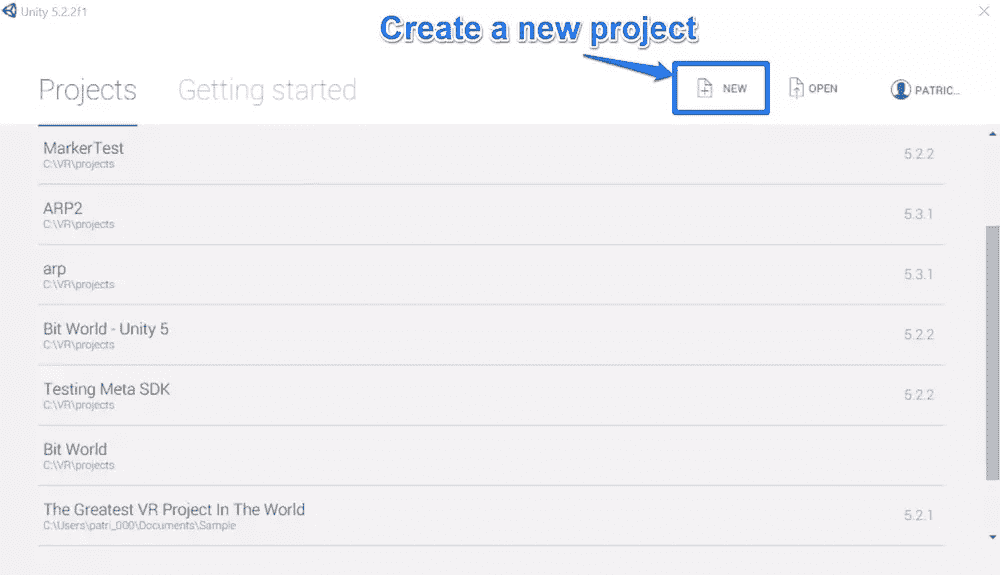 Unity 5.2.2f1
Create a new project
Projects
Getting started
NEW
OPEN
PATRIC...
MarkerTest
C:\VR\projects
5.2.2
ARP2
C:\VR\projects
5.3.1
arp
C:\VR\projects
5.3.1
Bit World - Unity 5
C:\VR\projects
5.2.2
Testing Meta SDK
C:\VR\projects
5.2.2
Bit World
C:\VR\projects
The Greatest VR Project In The World
C:\Users\patri_000\Documents\Sample
5.2.1